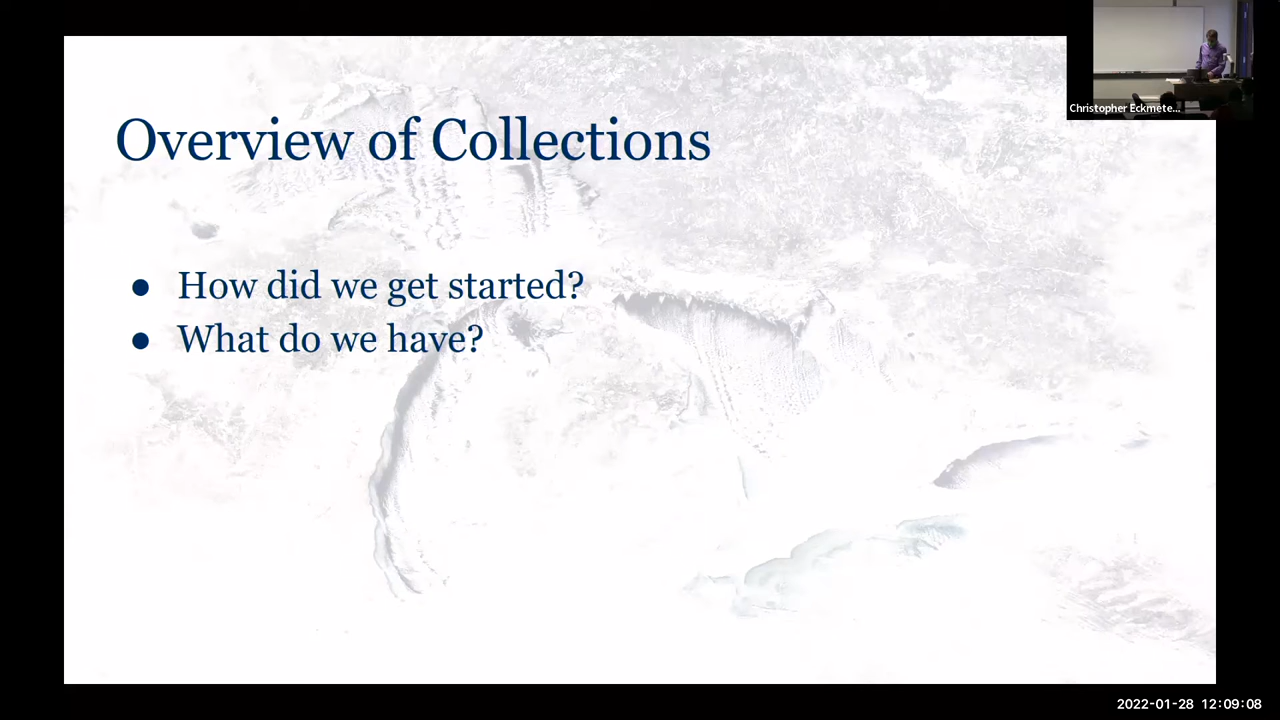 Overview of Collections
● How did we get started?
● What do we have?
Christopher Eckmete...
2022-01-28 12:09:08